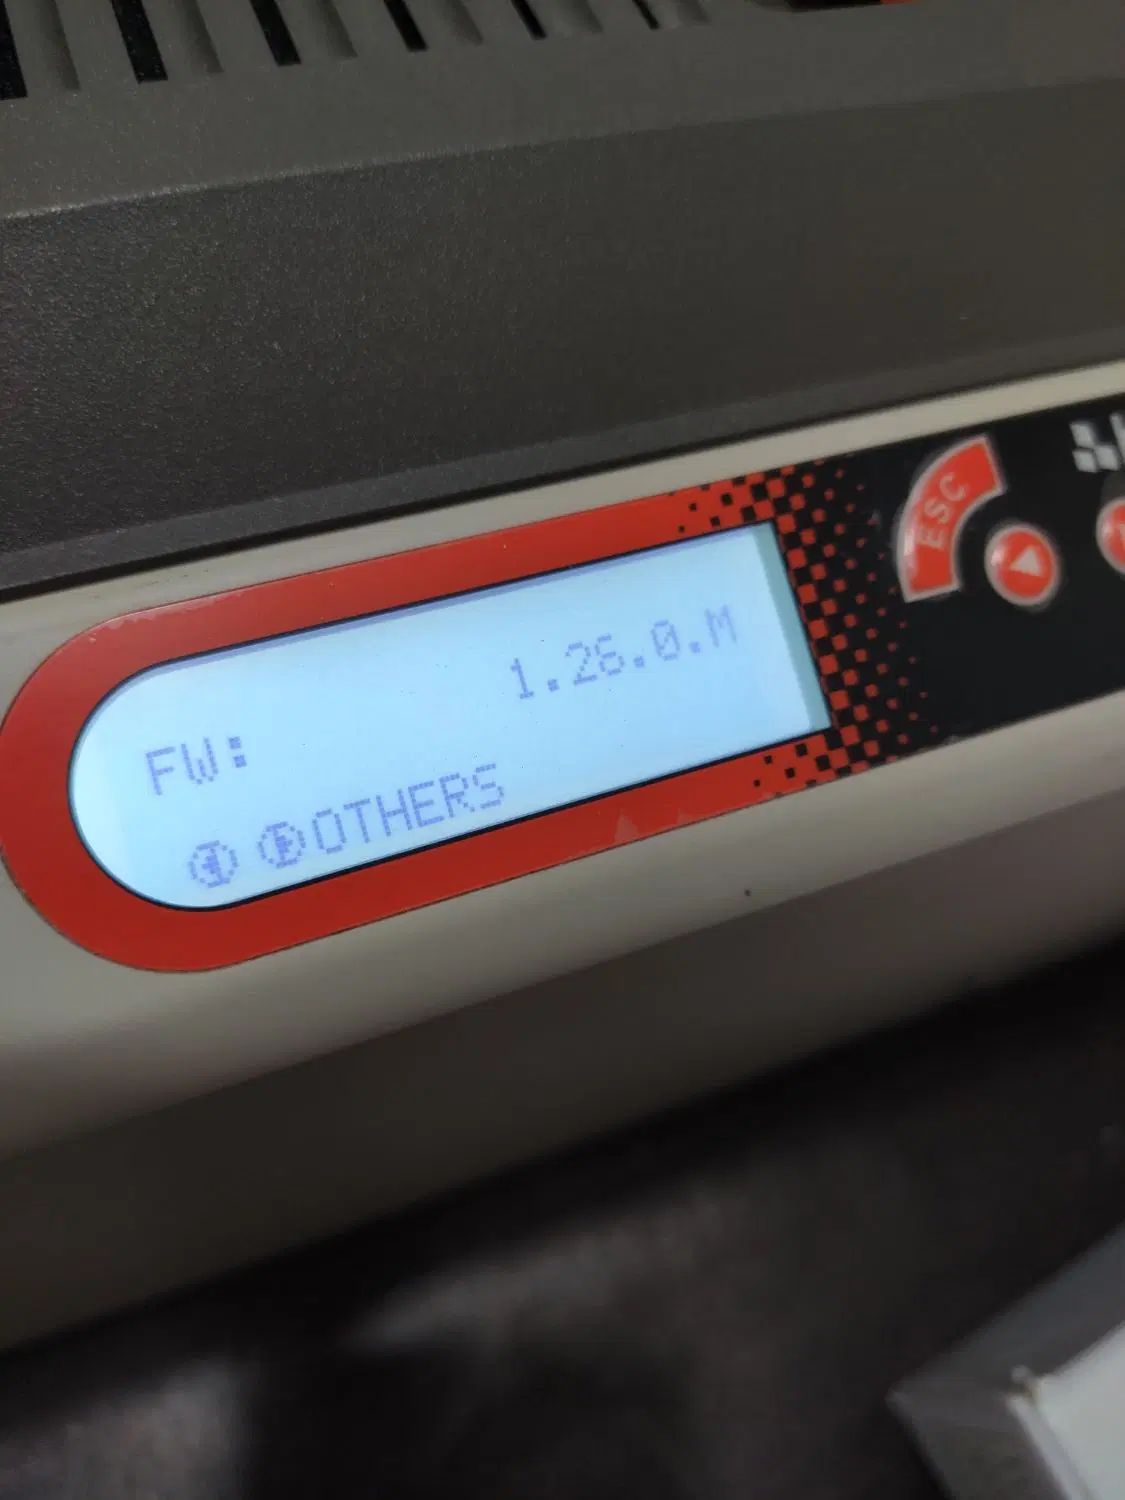 1.26.0.M
FW:
OTHERS
ESC